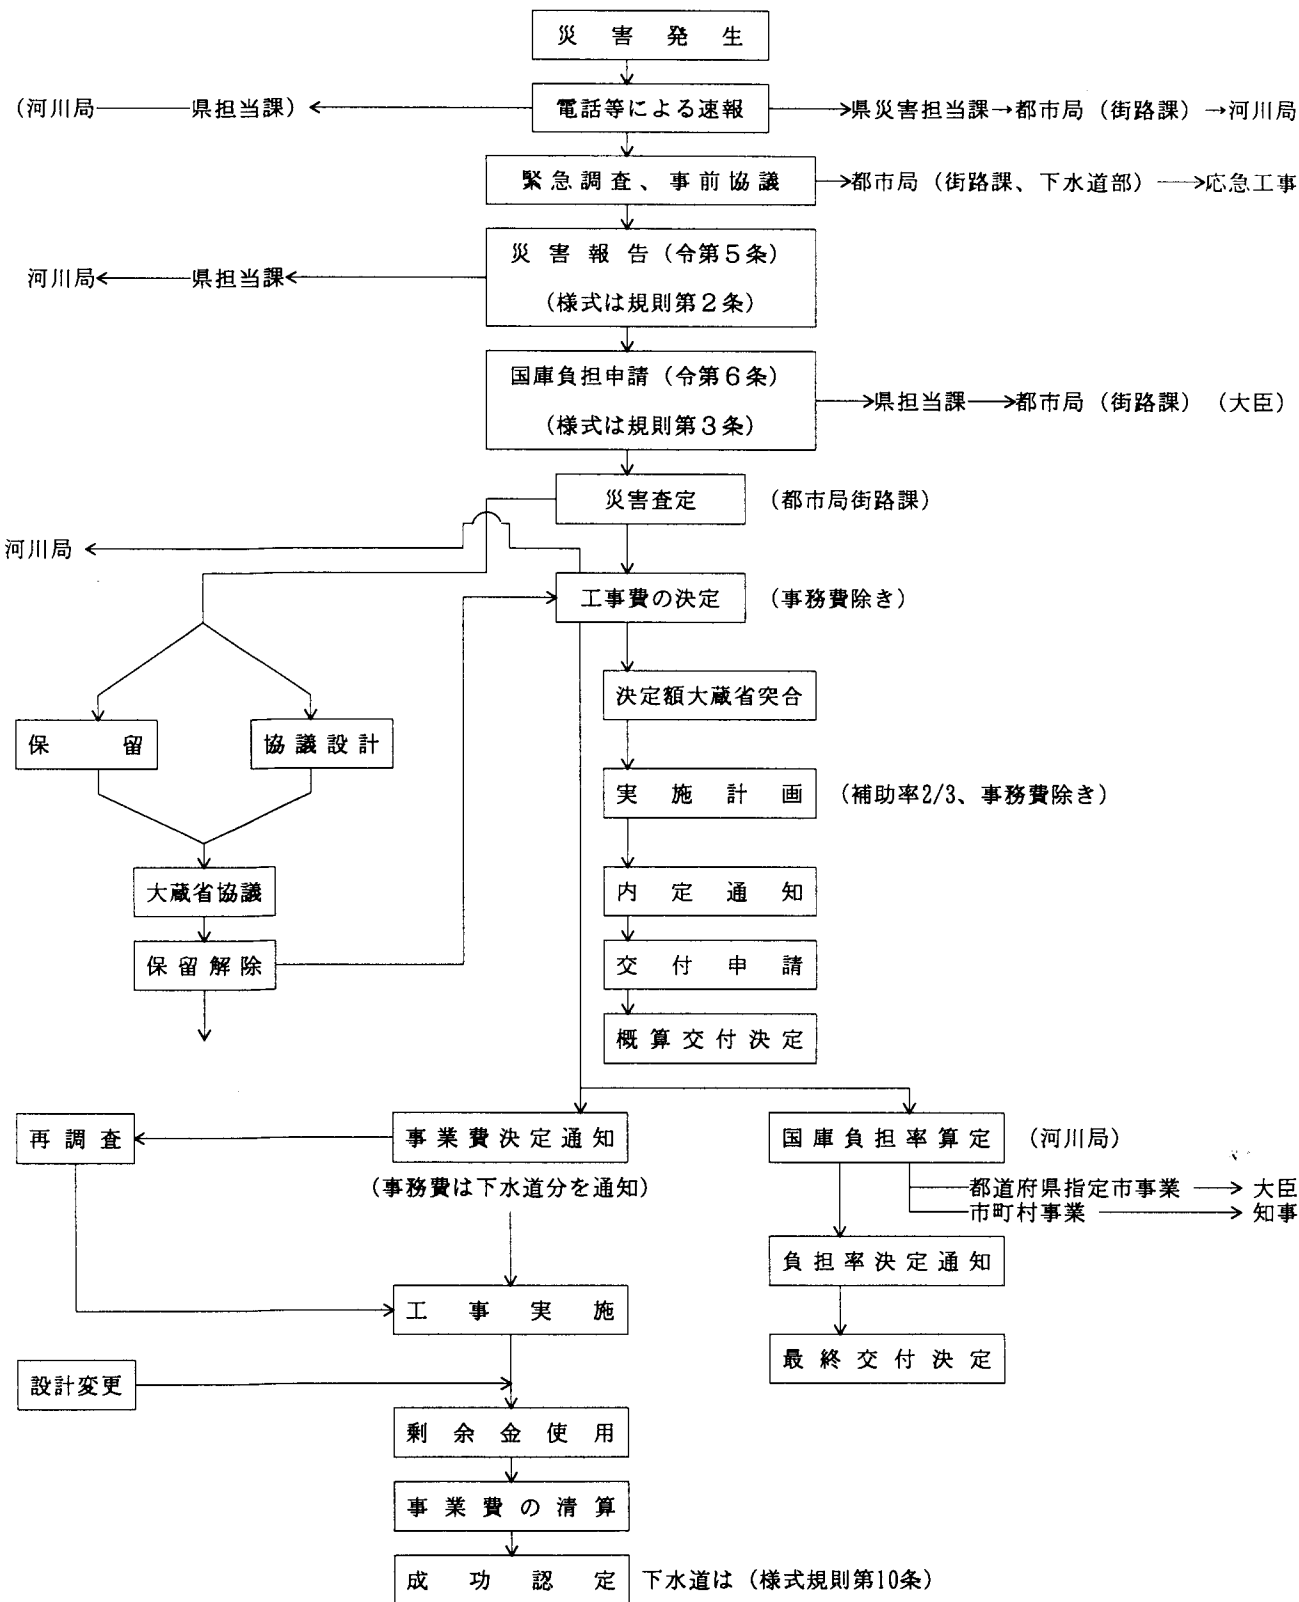 災害発生
(河川局 県担当課) 電話等による速報 県災害担当課→都市局(街路課)→河川局
緊急調査、事前協議 都市局(街路課、下水道部) 応急工事
災害報告(令第5条)
河川局 県担当課
(様式は規則第2条)
国庫負担申請(令第6条)
県担当課 都市局(街路課) (大臣)
(様式は規則第3条)
災害査定 (都市局街路課)
河川局
工事費の決定 (事務費除き)
決定額大蔵省突合
保留 協議設計
実施計画 (補助率2/3、事務費除き)
大蔵省協議 内定通知
保留解除 交付申請
概算交付決定
再調査 事業費決定通知 国庫負担率算定 (河川局)
(事務費は下水道分を通知) 都道府県指定市事業 大臣
市町村事業 知事
負担率決定通知
工事実施
最終交付決定
設計変更
剰余金使用
事業費の清算
成功認定 下水道は(様式規則第10条)